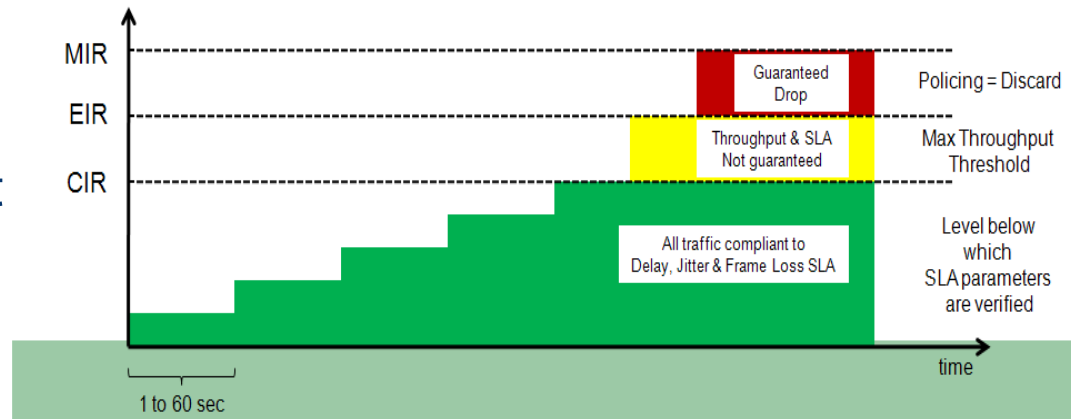 MIR
EIR
CIR
:
Guaranteed
Drop
Throughput & SLA
Not guaranteed
All traffic compliant to
Delay, Jitter & Frame Loss SLA
Policing = Discard
Max Throughput
Threshold
Level below
which
SLA parameters
are verified
time
1 to 60 sec